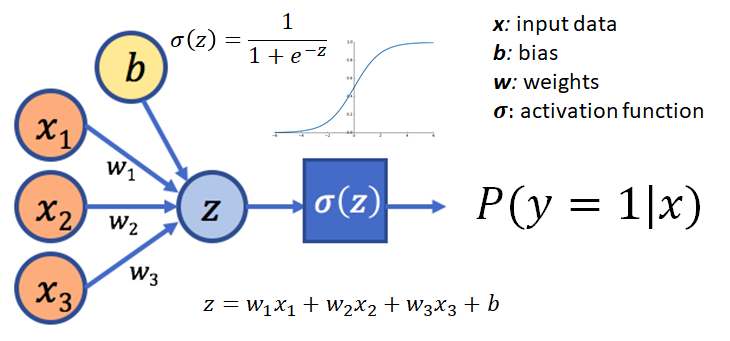 σ(z) = 1 / (1 + e^−z)
x: input data
b: bias
w: weights
σ: activation function
b
x₁
w₁
x₂
w₂
x₃
w₃
z
σ(z)
P(y = 1|x)
z = w₁x₁ + w₂x₂ + w₃x₃ + b